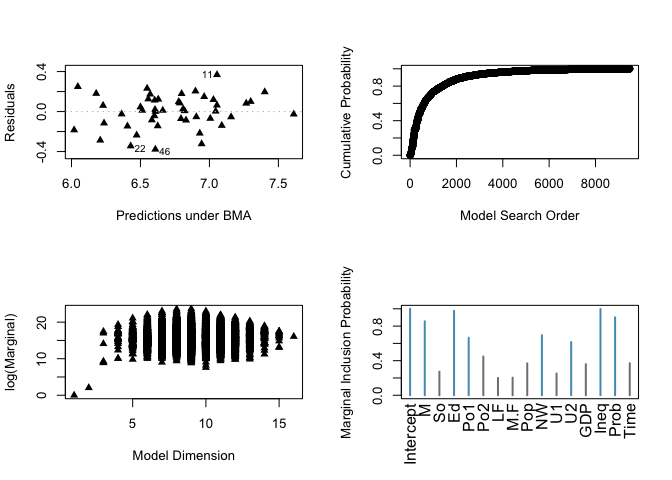 Residuals
0.4
0.0
-0.4
11
22
46
6.0 6.5 7.0 7.5
Predictions under BMA
Cumulative Probability
0.8
0.4
0.0
0 2000 4000 6000 8000
Model Search Order
log(Marginal)
20
10
0
5 10 15
Model Dimension
Marginal Inclusion Probability
0.8
0.4
0.0
Intercept
M
So
Ed
Po1
Po2
LF
M.F
Pop
NW
U1
U2
GDP
Ineq
Prob
Time